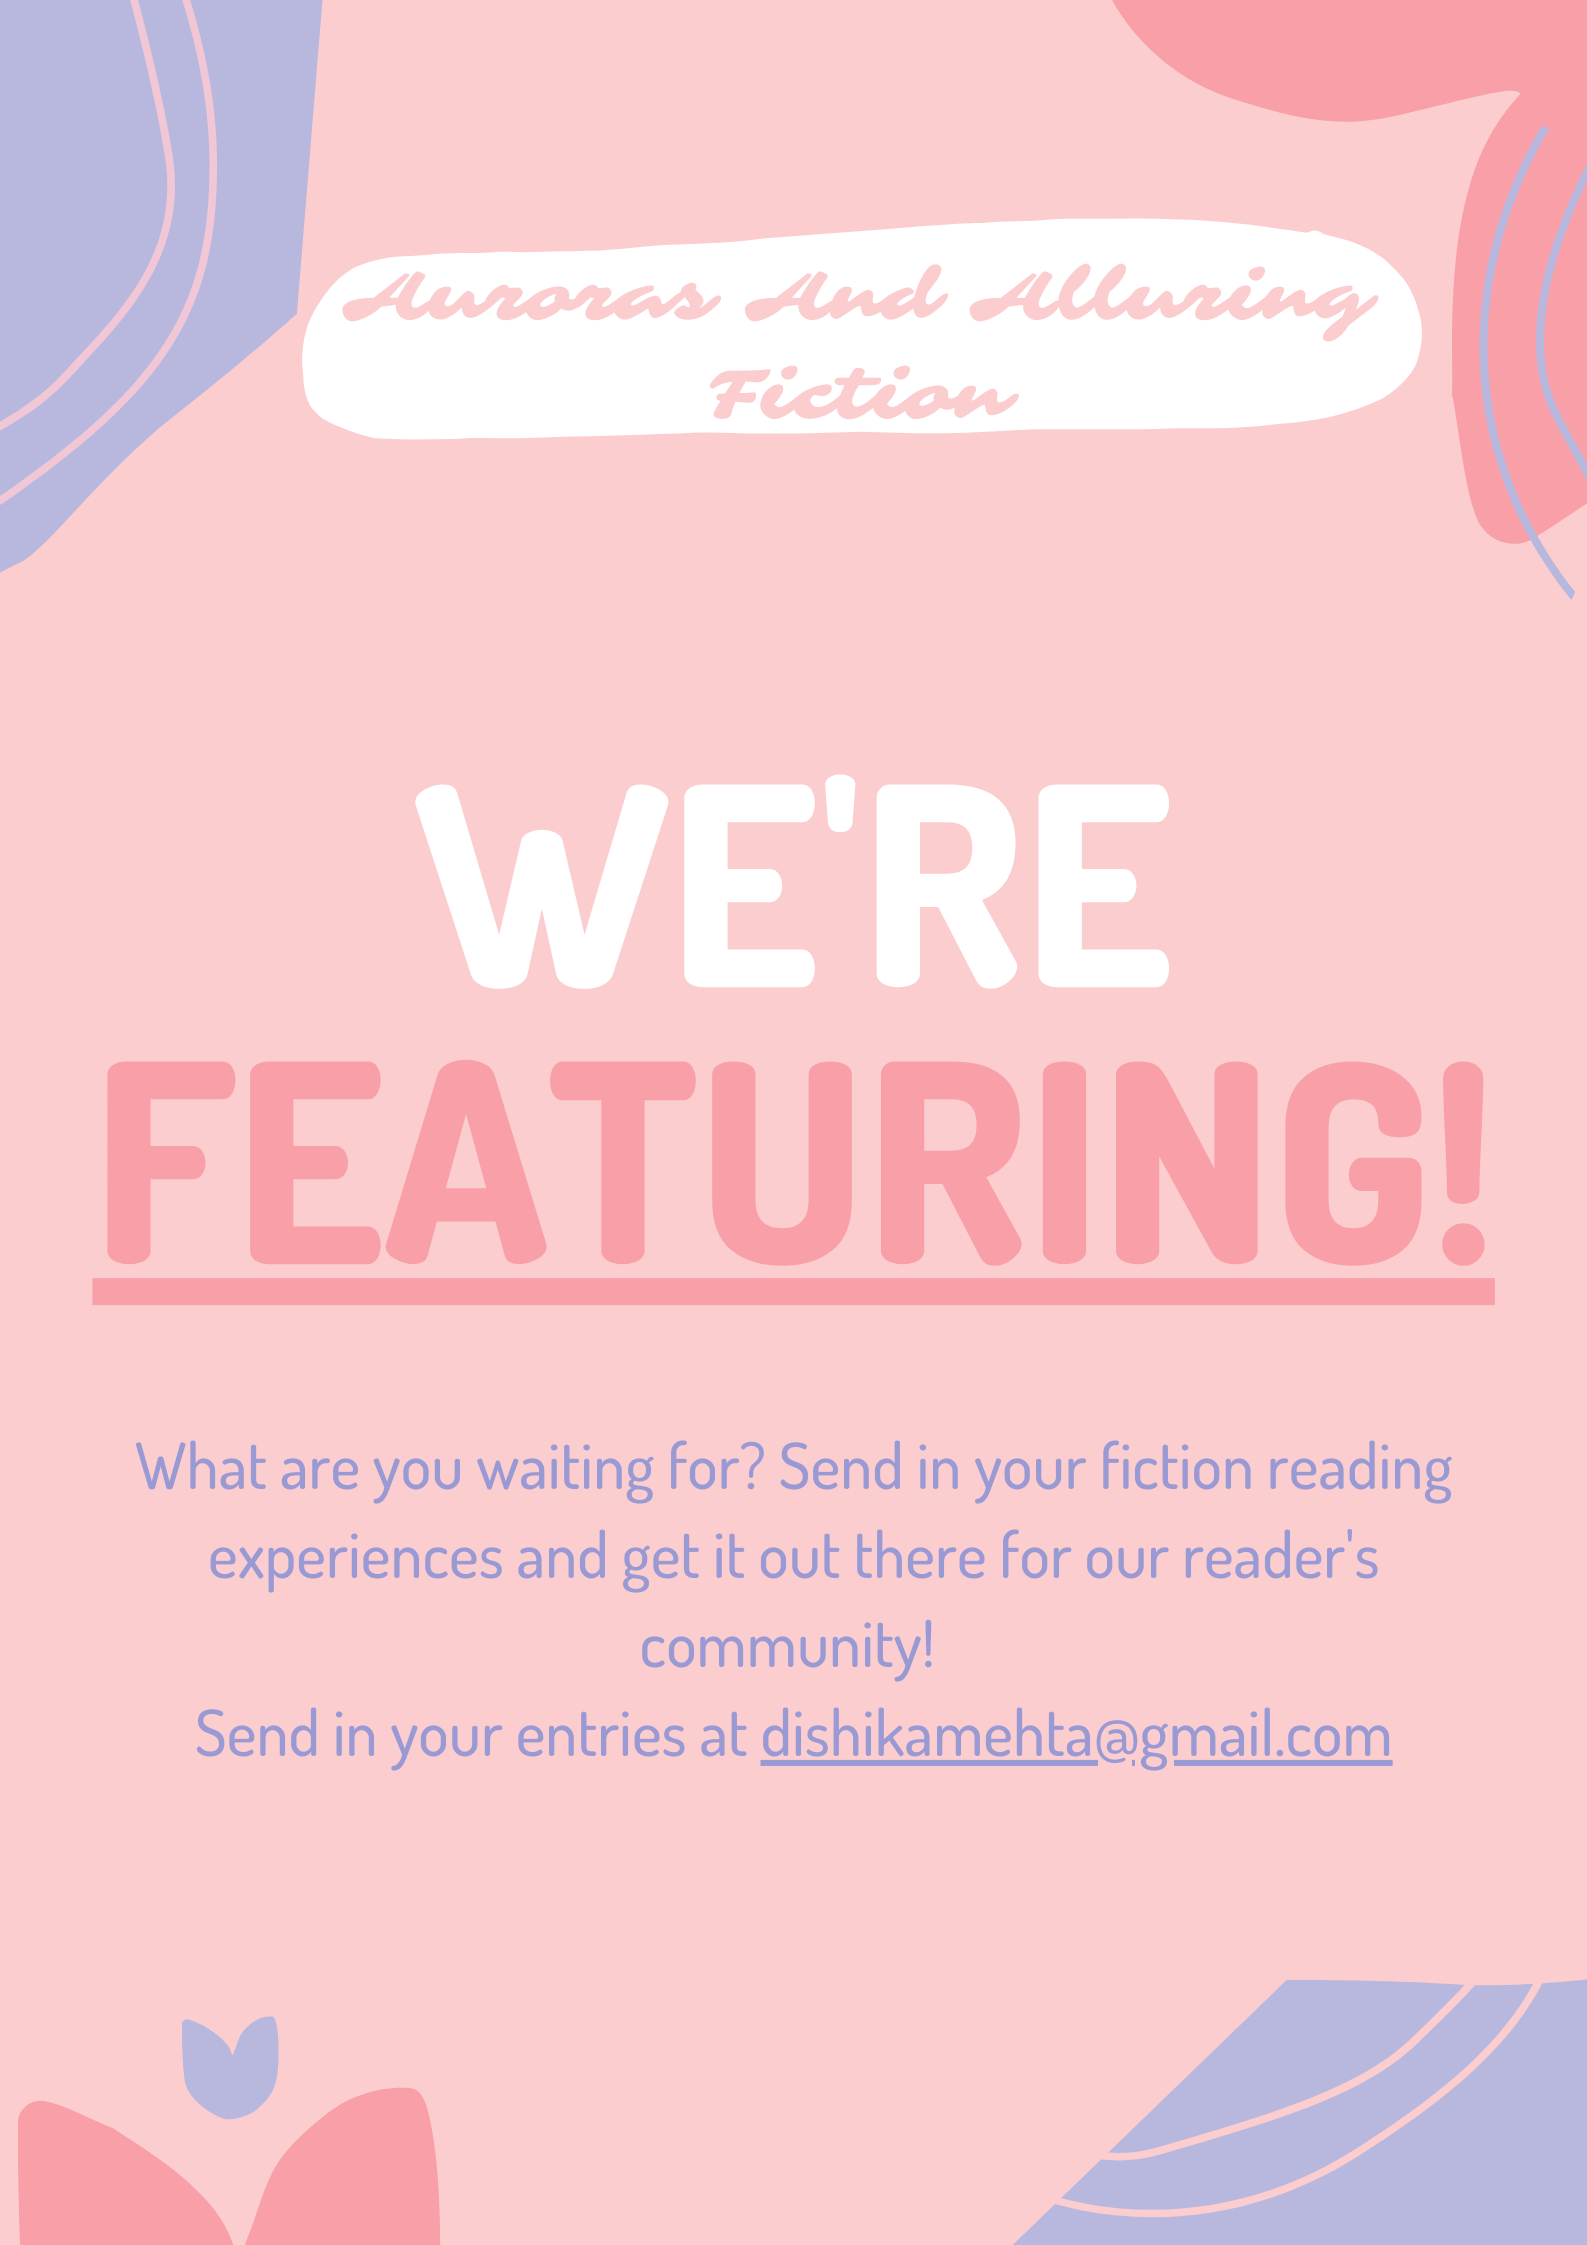 Auroras And Alluring
Fiction
WE'RE
FEATURING!
What are you waiting for? Send in your fiction reading
experiences and get it out there for our reader's
community!
Send in your entries at dishikamehta@gmail.com